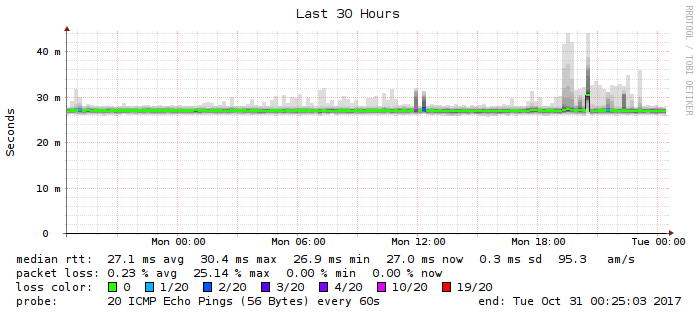 Last 30 Hours
RRDTOOL / TOBI OETIKER
Seconds
40 m
30 m
20 m
10 m
0
Mon 00:00 Mon 06:00 Mon 12:00 Mon 18:00 Tue 00:00
median rtt: 27.1 ms avg 30.4 ms max 26.9 ms min 27.0 ms now 0.3 ms sd 95.3 am/s
packet loss: 0.23 % avg 25.14 % max 0.00 % min 0.00 % now
loss color: 0 1/20 2/20 3/20 4/20 10/20 19/20
probe: 20 ICMP Echo Pings (56 Bytes) every 60s end: Tue Oct 31 00:25:03 2017